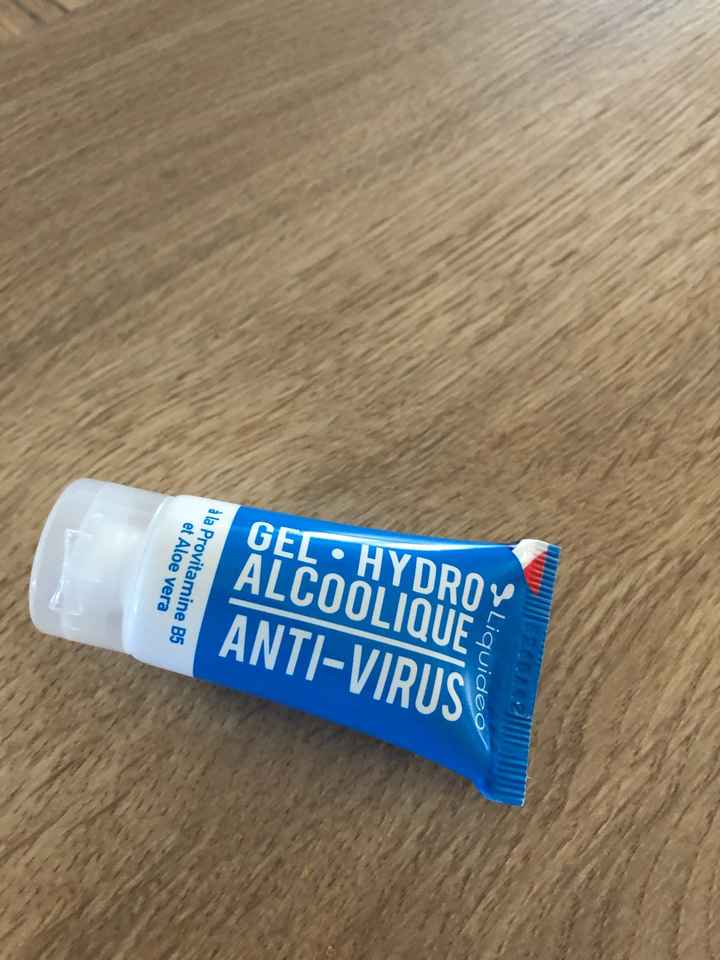 Liquideo
GEL • HYDRO
ALCOOLIQUE
ANTI-VIRUS
à la Provitamine B5
et Aloe vera